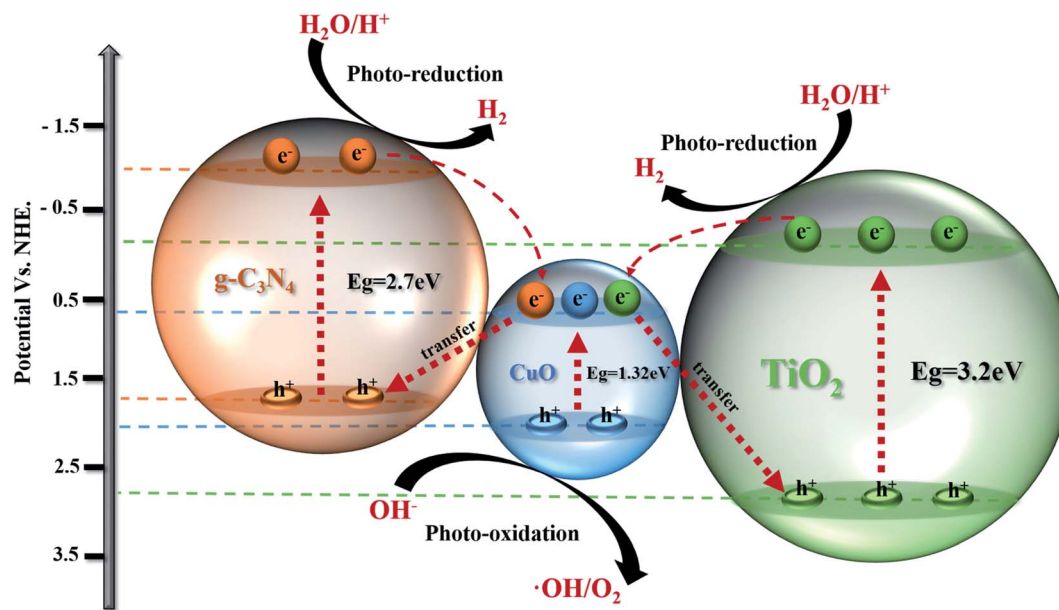 H₂O/H⁺
Photo-reduction
H₂
H₂O/H⁺
Photo-reduction
H₂
Potential Vs. NHE.
- 1.5
- 0.5
0.5
1.5
2.5
3.5
e⁻ e⁻
g-C₃N₄
Eg=2.7eV
h⁺ h⁺
e⁻ e⁻ e⁻
transfer
CuO
Eg=1.32eV
transfer
h⁺ h⁺
e⁻ e⁻ e⁻
TiO₂
Eg=3.2eV
h⁺ h⁺ h⁺
OH⁻
Photo-oxidation
·OH/O₂